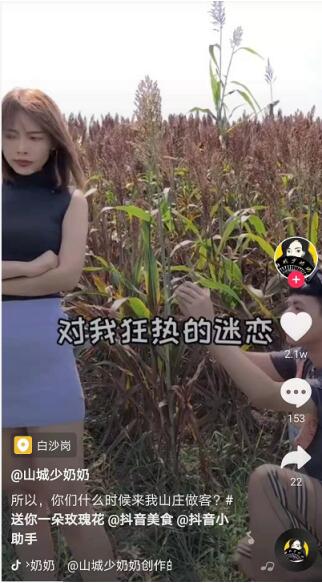 对我狂热的迷恋
2.1w
153
22
白沙岗
@山城少奶奶
所以，你们什么时候来我山庄做客？#
送你一朵玫瑰花 @抖音美食 @抖音小
助手
奶奶 @山城少奶奶创作的